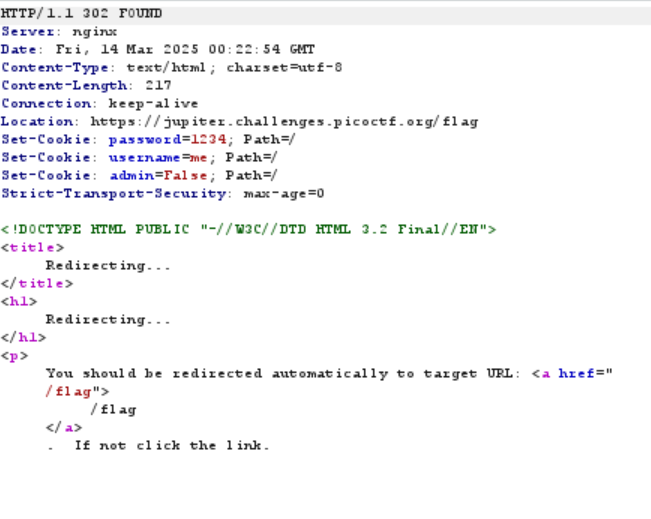 HTTP/1.1 302 FOUND
Server: nginx
Date: Fri, 14 Mar 2025 00:22:54 GMT
Content-Type: text/html; charset=utf-8
Content-Length: 217
Connection: keep-alive
Location: https://jupiter.challenges.picoctf.org/flag
Set-Cookie: password=1234; Path=/
Set-Cookie: username=me; Path=/
Set-Cookie: admin=False; Path=/
Strict-Transport-Security: max-age=0
<!DOCTYPE HTML PUBLIC "-//W3C//DTD HTML 3.2 Final//EN">
<title>
Redirecting...
</title>
<h1>
Redirecting...
</h1>
<p>
You should be redirected automatically to target URL: <a href="
/flag">
/flag
</a>
. If not click the link.